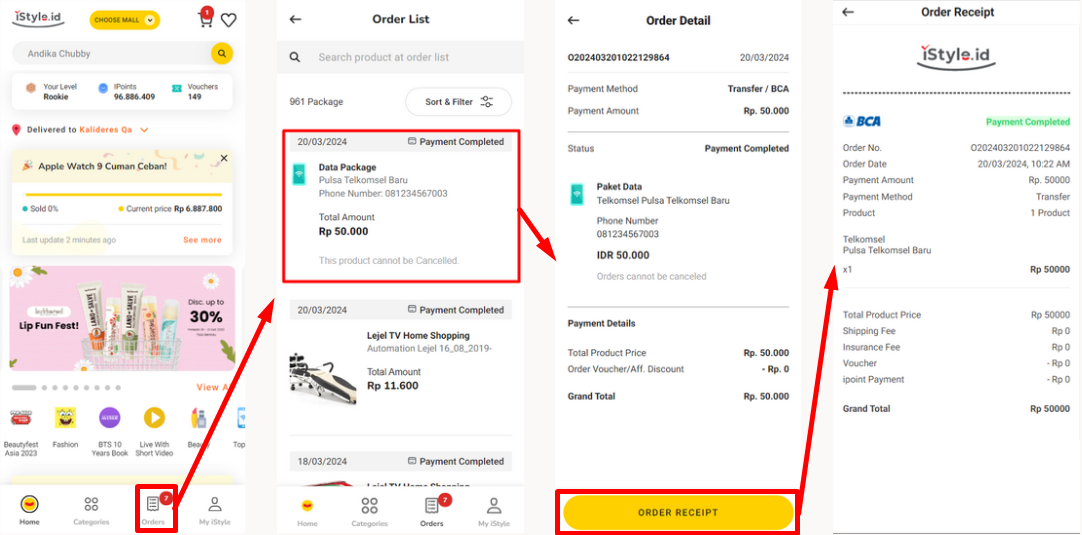 iStyle.id
CHOOSE MALL
1
Andika Chubby
Your Level
Rookie
IPoints
96.886.409
Vouchers
149
Delivered to Kalideres Qa
Apple Watch 9 Cuman Ceban!
Sold 0%
Current price Rp 6.887.800
Last update 2 minutes ago
See more
Lip Fun Fest!
Disc. up to
30%
View A
Beautyfest
Asia 2023
Fashion
BTS 10
Years Book
Live With
Short Video
Top
Home
Categories
7
Orders
My iStyle
Order List
Search product at order list
961 Package
Sort & Filter
20/03/2024
Payment Completed
Data Package
Pulsa Telkomsel Baru
Phone Number: 081234567003
Total Amount
Rp 50.000
This product cannot be Cancelled.
20/03/2024
Payment Completed
Lejel TV Home Shopping
Automation Lejel 16_08_2019-
Total Amount
Rp 11.600
18/03/2024
Payment Completed
Lejel TV Home Shopping
Home
Categories
7
Orders
My iStyle
Order Detail
O202403201022129864
20/03/2024
Payment Method
Transfer / BCA
Payment Amount
Rp. 50.000
Status
Payment Completed
Paket Data
Telkomsel Pulsa Telkomsel Baru
Phone Number
081234567003
IDR 50.000
Orders cannot be canceled
Payment Details
Total Product Price
Rp. 50.000
Order Voucher/Aff. Discount
- Rp. 0
Grand Total
Rp. 50.000
ORDER RECEIPT
Order Receipt
iStyle.id
BCA
Payment Completed
Order No.
O202403201022129864
Order Date
20/03/2024, 10:22 AM
Payment Amount
Rp. 50000
Payment Method
Transfer
Product
1 Product
Telkomsel
Pulsa Telkomsel Baru
x1
Rp 50000
Total Product Price
Rp 50000
Shipping Fee
Rp 0
Insurance Fee
Rp 0
Voucher
- Rp 0
ipoint Payment
- Rp 0
Grand Total
Rp 50000